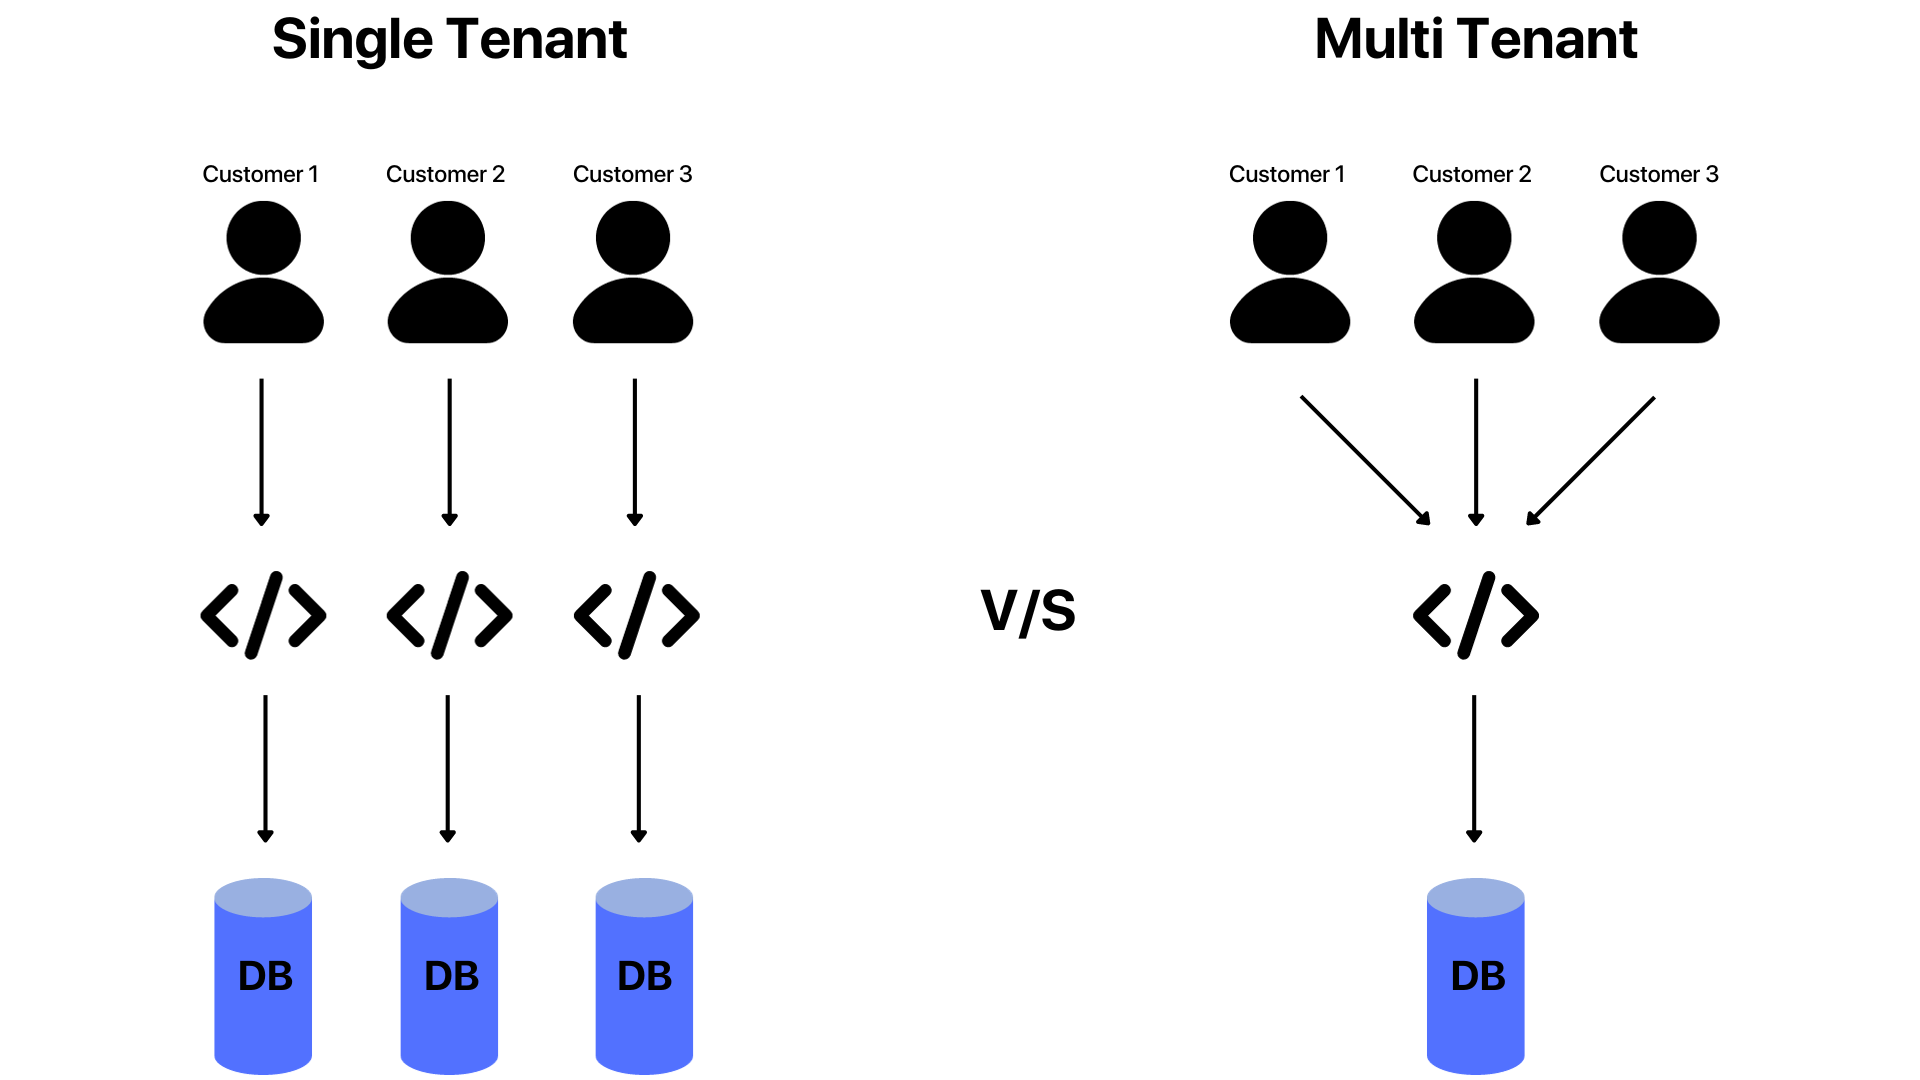 Single Tenant
Multi Tenant
Customer 1
Customer 2
Customer 3
Customer 1
Customer 2
Customer 3
</>
</>
</>
V/S
</>
DB
DB
DB
DB